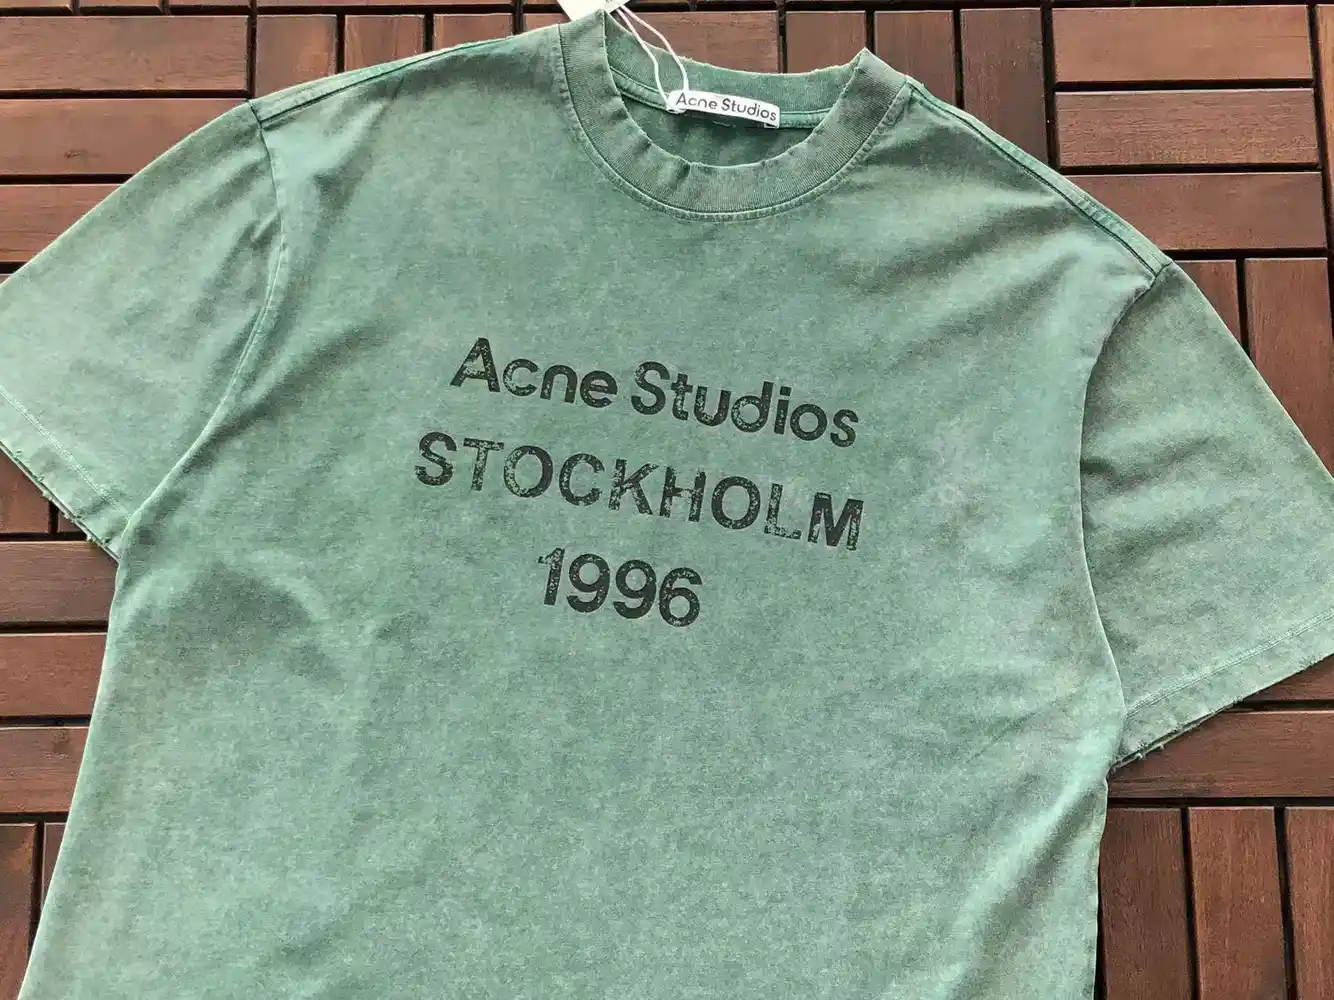 Acne Studios
Acne Studios
STOCKHOLM
1996